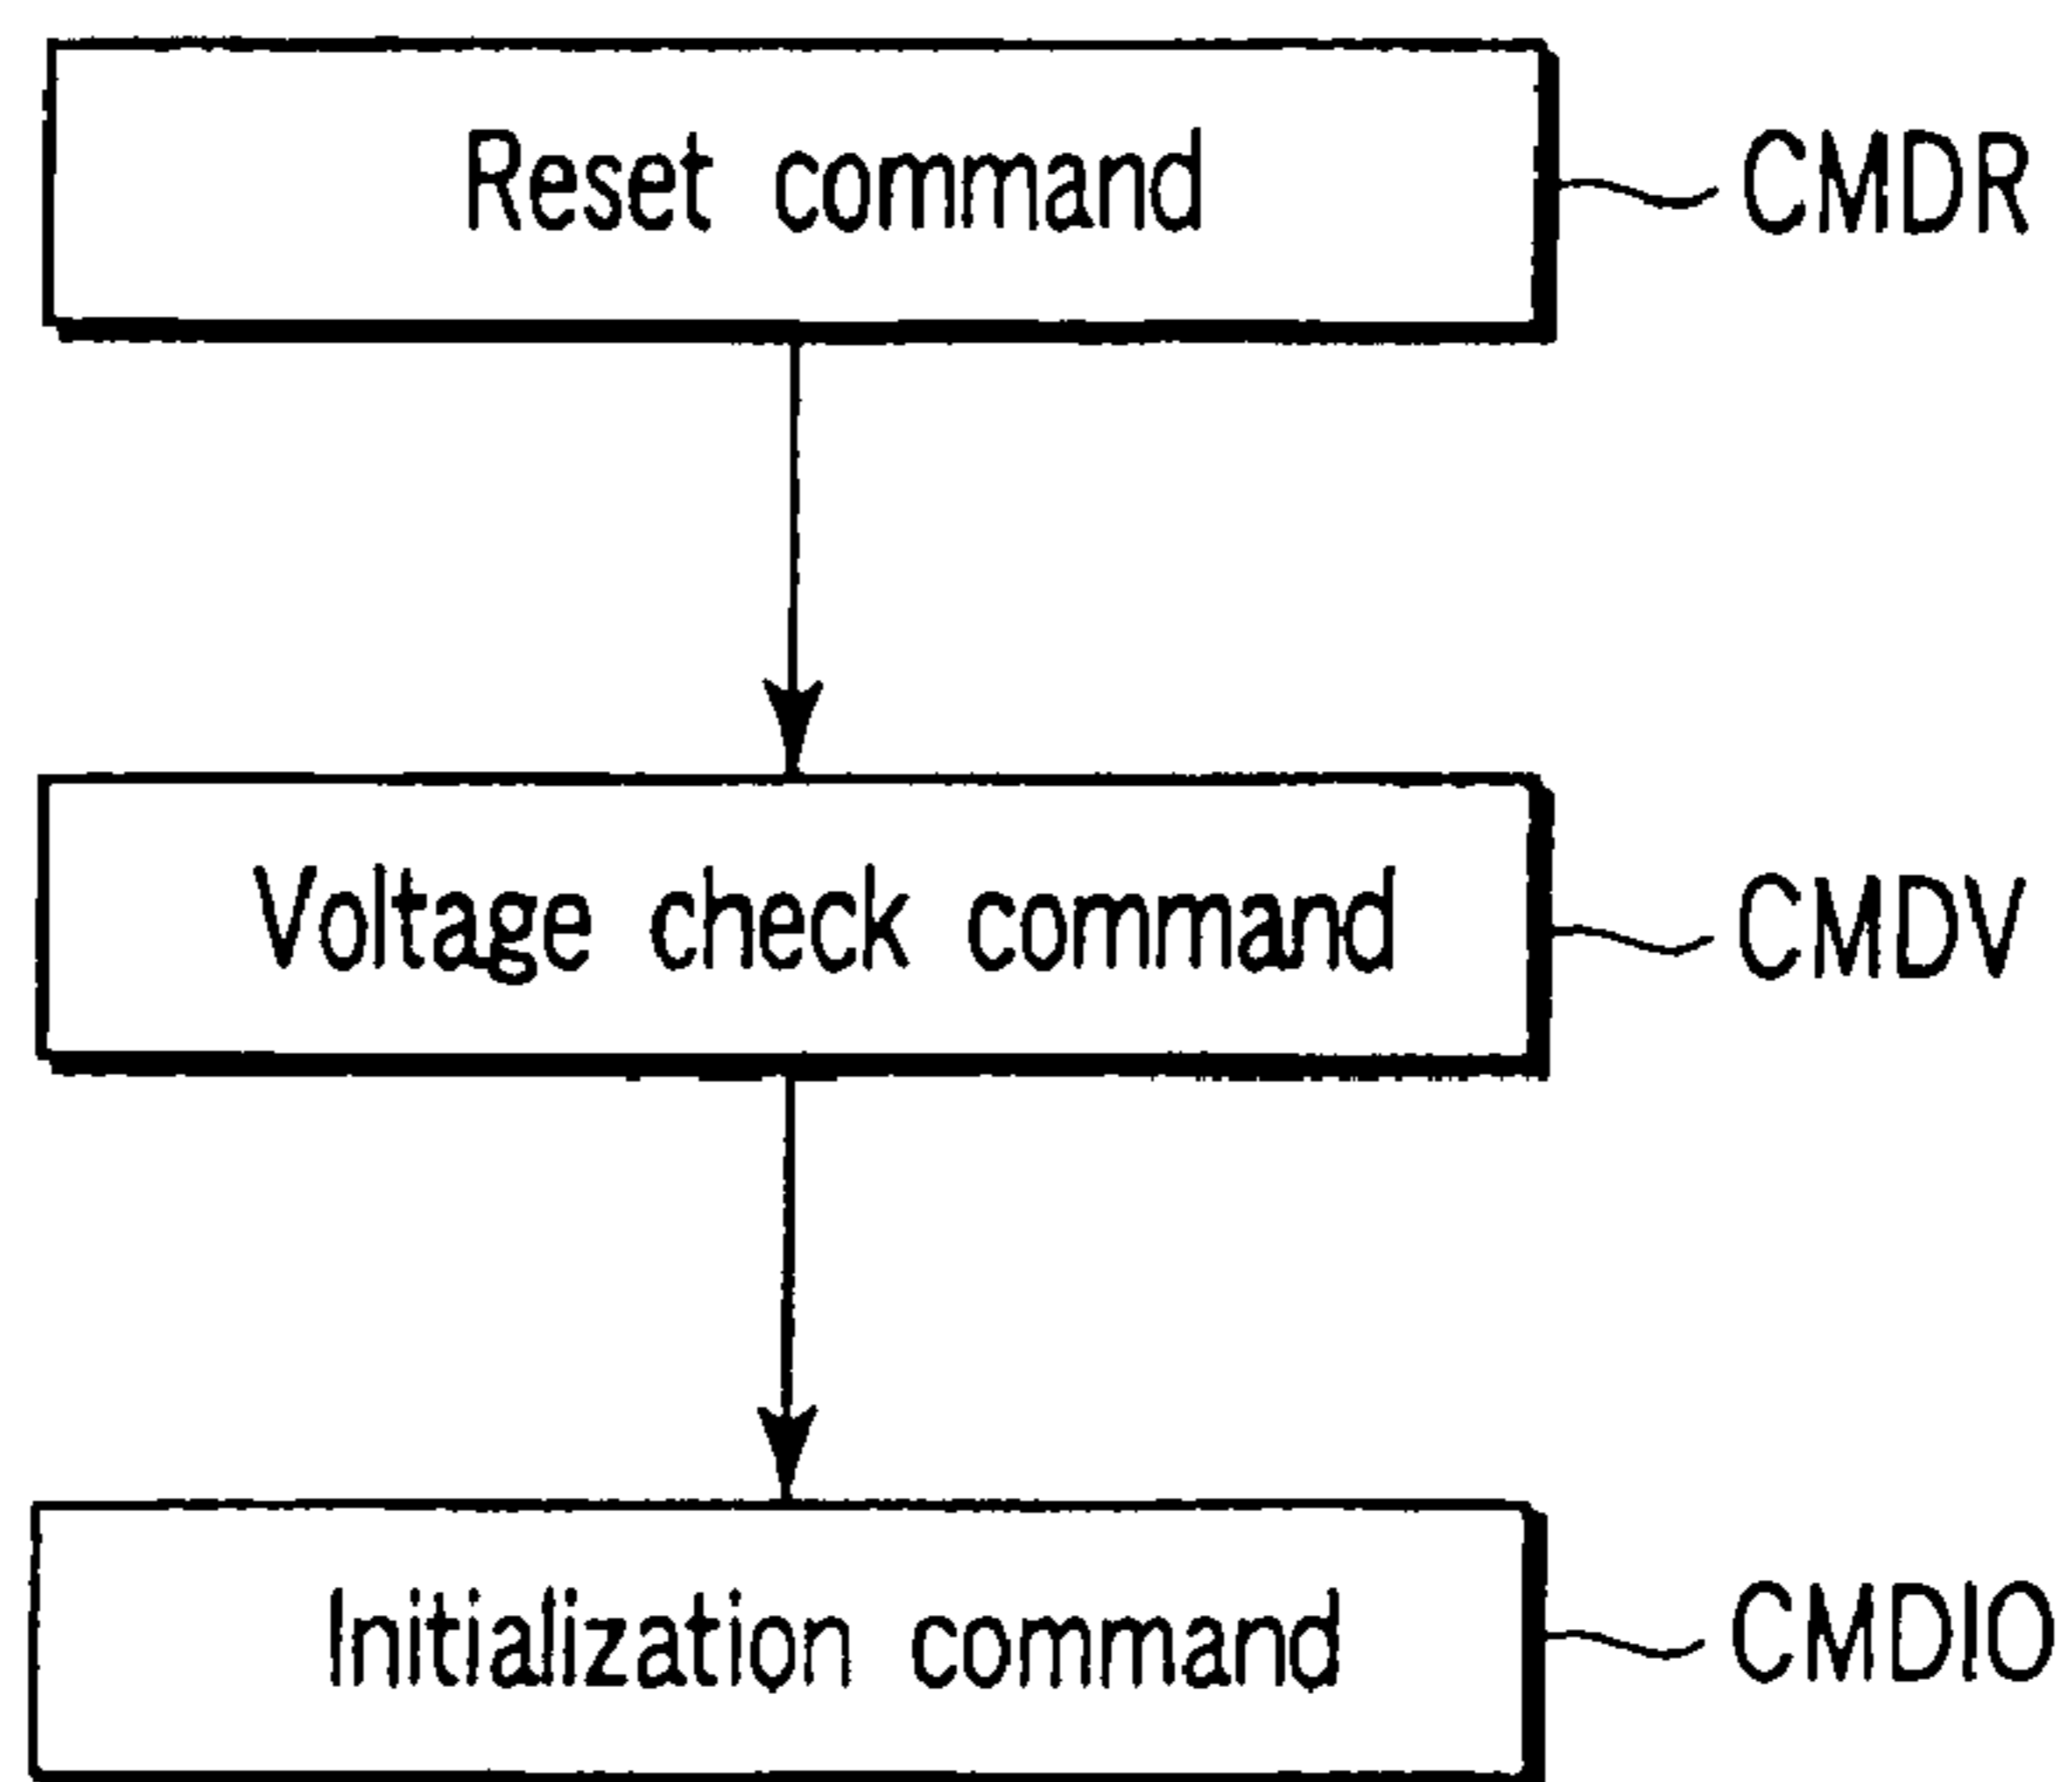 Reset command CMDR
Voltage check command CMDV
Initialization command CMDIO